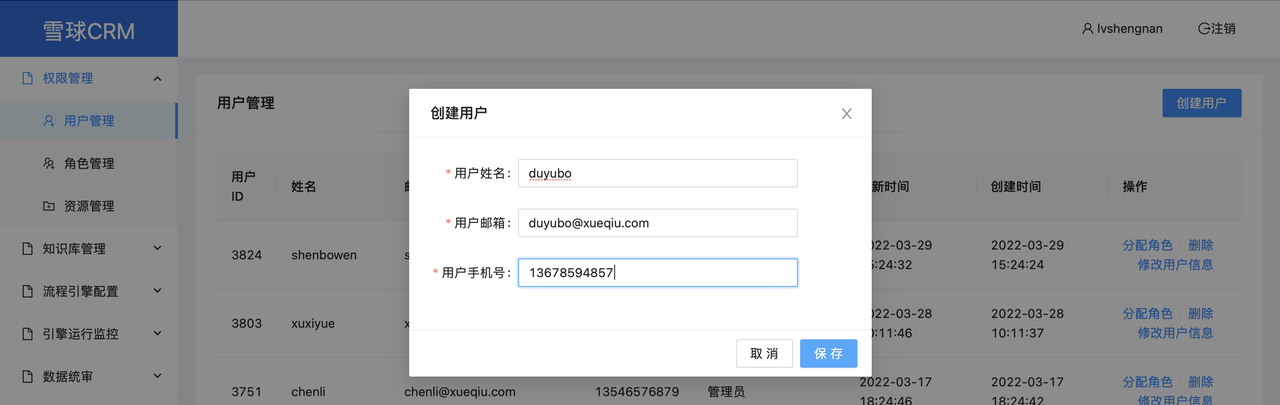 雪球CRM
lvshengnan
注销
权限管理
用户管理
角色管理
资源管理
知识库管理
流程引擎配置
引擎运行监控
数据统审
用户管理
创建用户
用户
ID
姓名
新时间
创建时间
操作
3824
shenbowen
2022-03-29
15:24:32
2022-03-29
15:24:24
分配角色
删除
修改用户信息
3803
xuxiyue
2022-03-28
10:11:46
2022-03-28
10:11:37
分配角色
删除
修改用户信息
3751
chenli
chenli@xueqiu.com
13546576879
管理员
2022-03-17
18:24:46
2022-03-17
18:24:42
分配角色
删除
修改用户信息
创建用户
* 用户姓名:
duyubo
* 用户邮箱:
duyubo@xueqiu.com
* 用户手机号:
13678594857
取 消
保 存